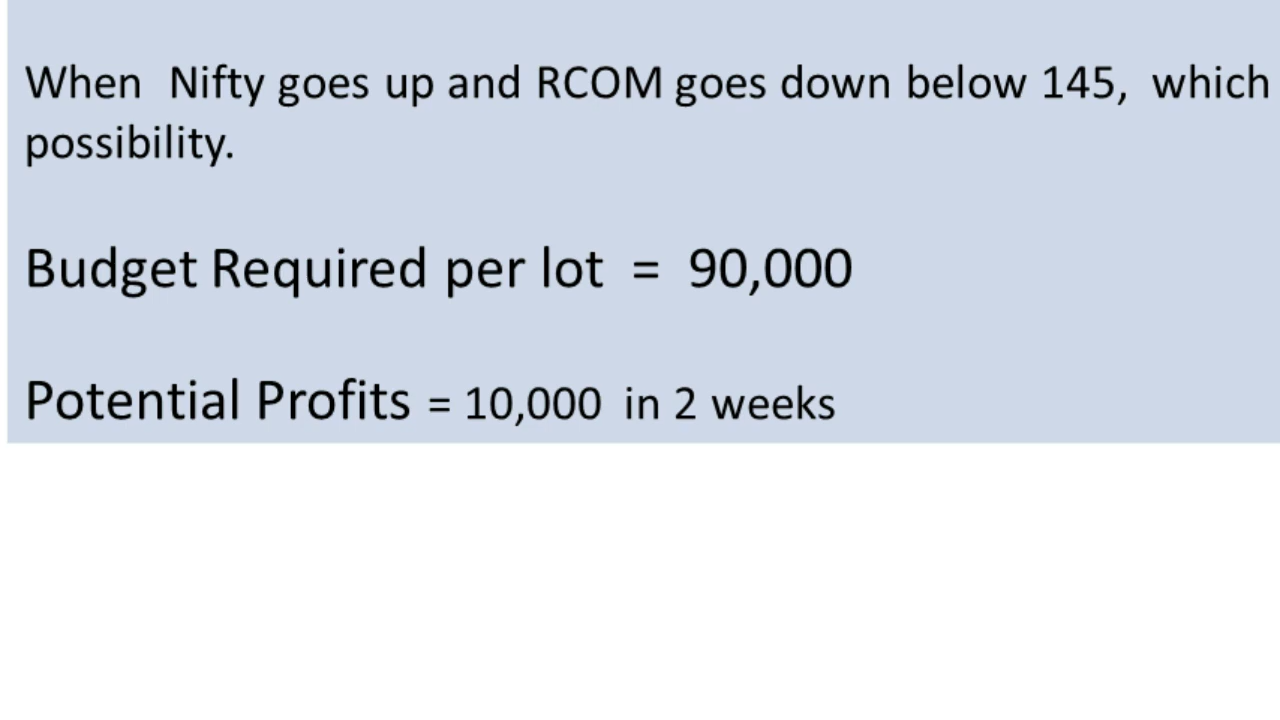 When Nifty goes up and RCOM goes down below 145, which
possibility.
Budget Required per lot = 90,000
Potential Profits = 10,000 in 2 weeks